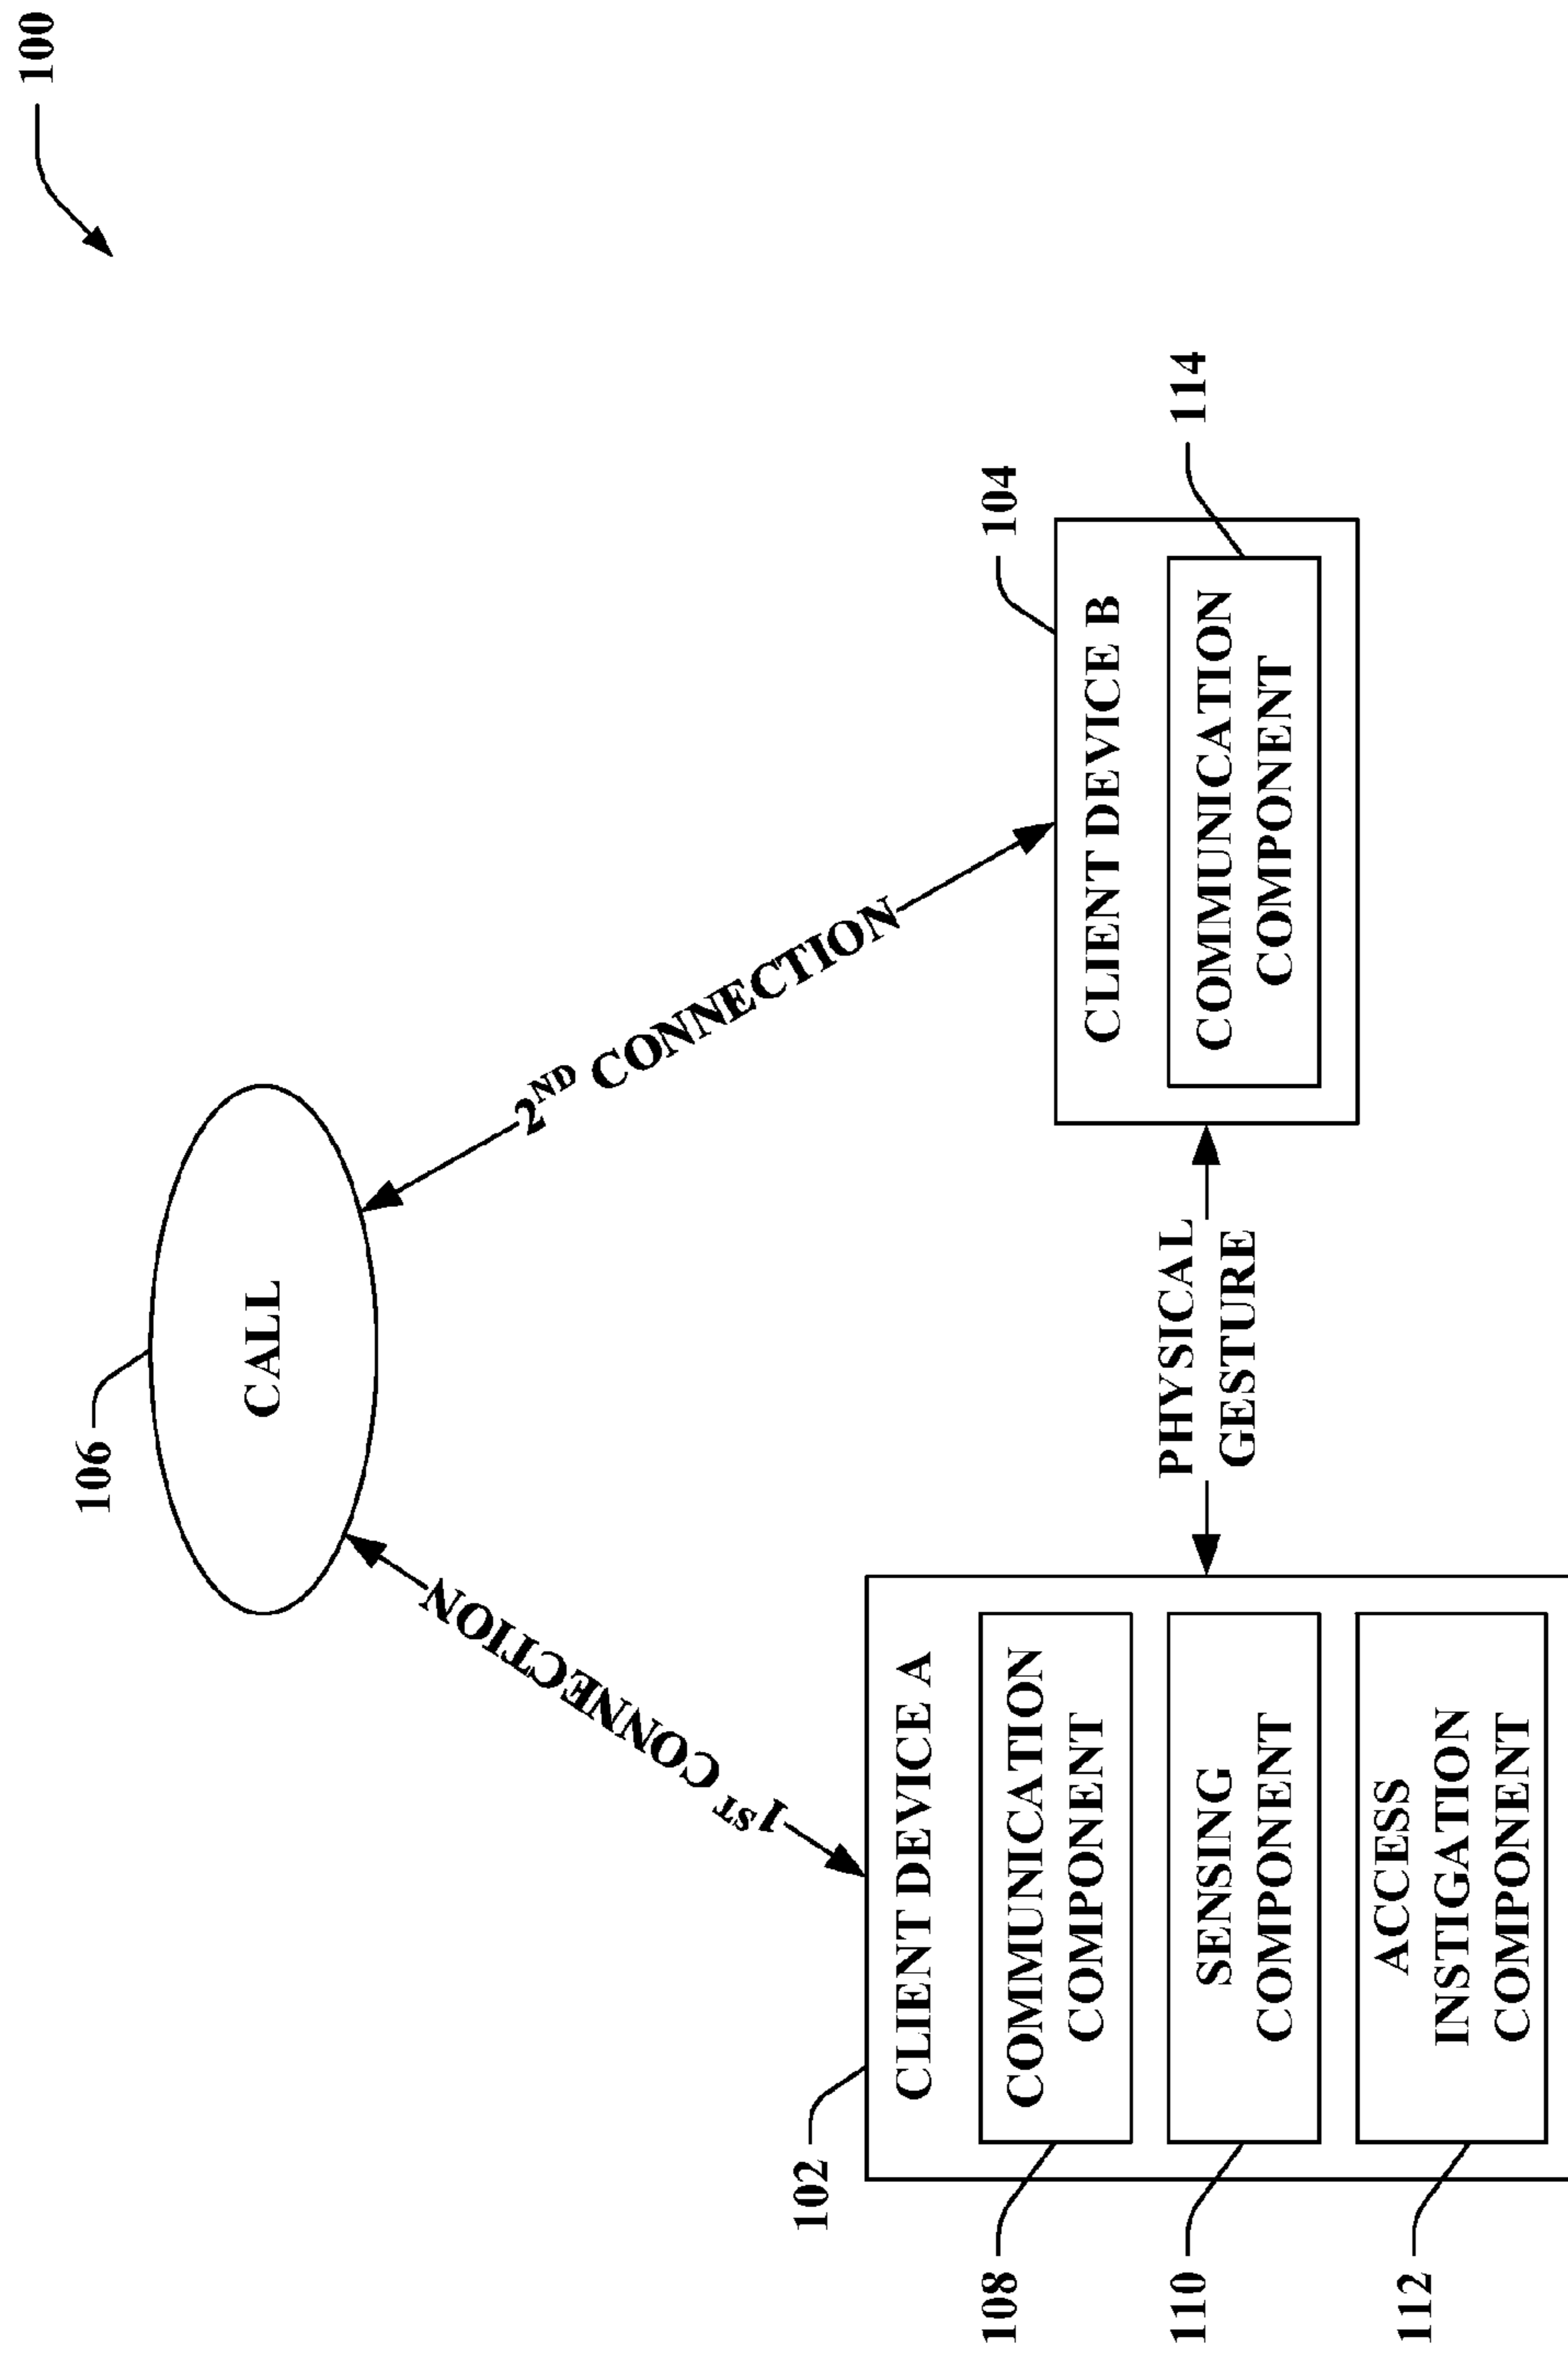 100
106
CALL
1ST CONNECTION
2ND CONNECTION
102
CLIENT DEVICE A
108
COMMUNICATION
COMPONENT
110
SENSING
COMPONENT
112
ACCESS
INSTIGATION
COMPONENT
PHYSICAL
GESTURE
104
CLIENT DEVICE B
114
COMMUNICATION
COMPONENT